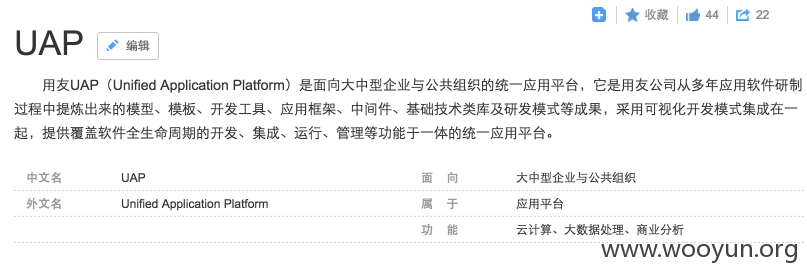 收藏 44 22
UAP 编辑
用友UAP（Unified Application Platform）是面向大中型企业与公共组织的统一应用平台，它是用友公司从多年应用软件研制
过程中提炼出来的模型、模板、开发工具、应用框架、中间件、基础技术类库及研发模式等成果，采用可视化开发模式集成在一
起，提供覆盖软件全生命周期的开发、集成、运行、管理等功能于一体的统一应用平台。
中文名 UAP 面 向 大中型企业与公共组织
外文名 Unified Application Platform 属 于 应用平台
功 能 云计算、大数据处理、商业分析
www.wooyun.org